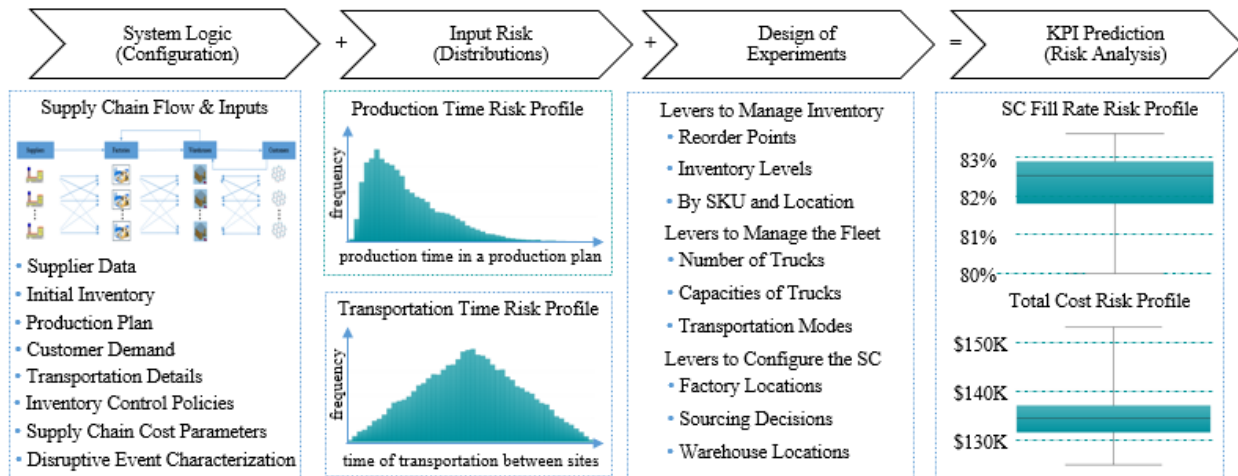 System Logic
(Configuration)
+
Input Risk
(Distributions)
+
Design of
Experiments
=
KPI Prediction
(Risk Analysis)
Supply Chain Flow & Inputs
Suppliers
Factories
Warehouses
Customers
• Supplier Data
• Initial Inventory
• Production Plan
• Customer Demand
• Transportation Details
• Inventory Control Policies
• Supply Chain Cost Parameters
• Disruptive Event Characterization
Production Time Risk Profile
frequency
production time in a production plan
Transportation Time Risk Profile
frequency
time of transportation between sites
Levers to Manage Inventory
• Reorder Points
• Inventory Levels
• By SKU and Location
Levers to Manage the Fleet
• Number of Trucks
• Capacities of Trucks
• Transportation Modes
Levers to Configure the SC
• Factory Locations
• Sourcing Decisions
• Warehouse Locations
SC Fill Rate Risk Profile
83%
82%
81%
80%
Total Cost Risk Profile
$150K
$140K
$130K